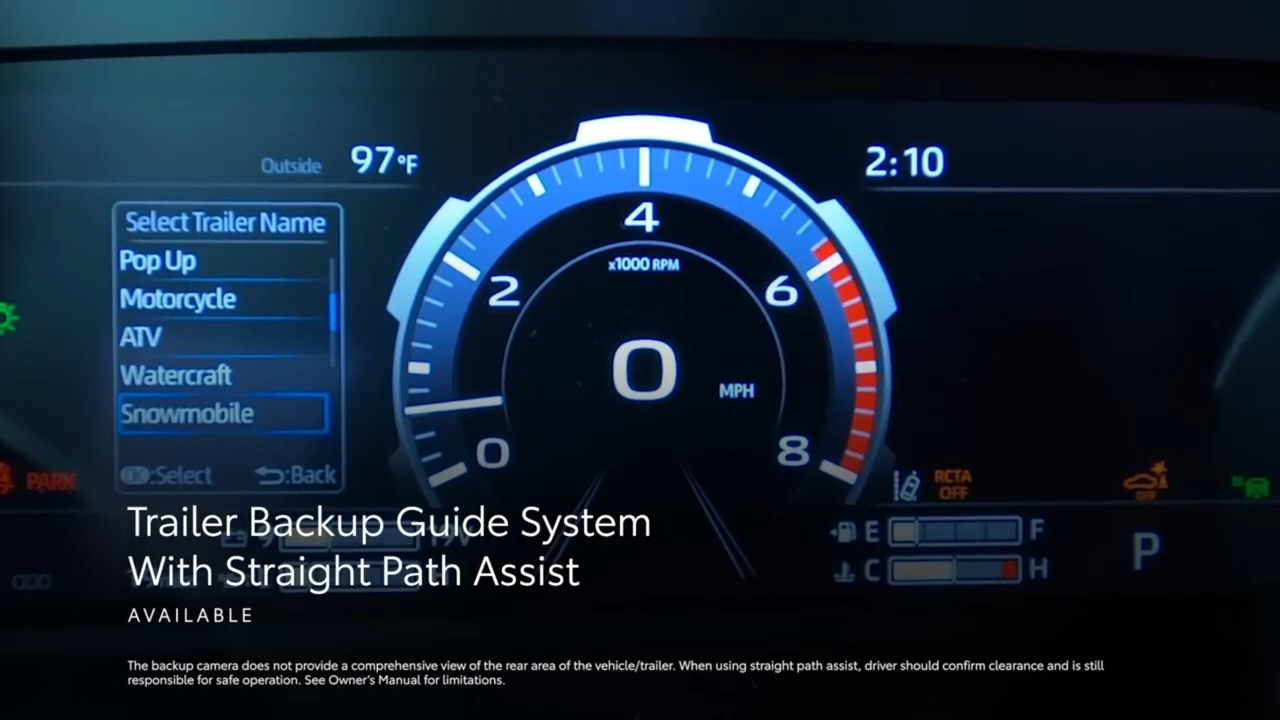 Outside 97°F
2:10
Select Trailer Name
Pop Up
Motorcycle
ATV
Watercraft
Snowmobile
OK:Select :Back
4
x1000 RPM
2
6
0
MPH
0
8
PARK
RCTA
OFF
OFF
E F
C H
P
Trailer Backup Guide System
With Straight Path Assist
AVAILABLE
The backup camera does not provide a comprehensive view of the rear area of the vehicle/trailer. When using straight path assist, driver should confirm clearance and is still
responsible for safe operation. See Owner's Manual for limitations.